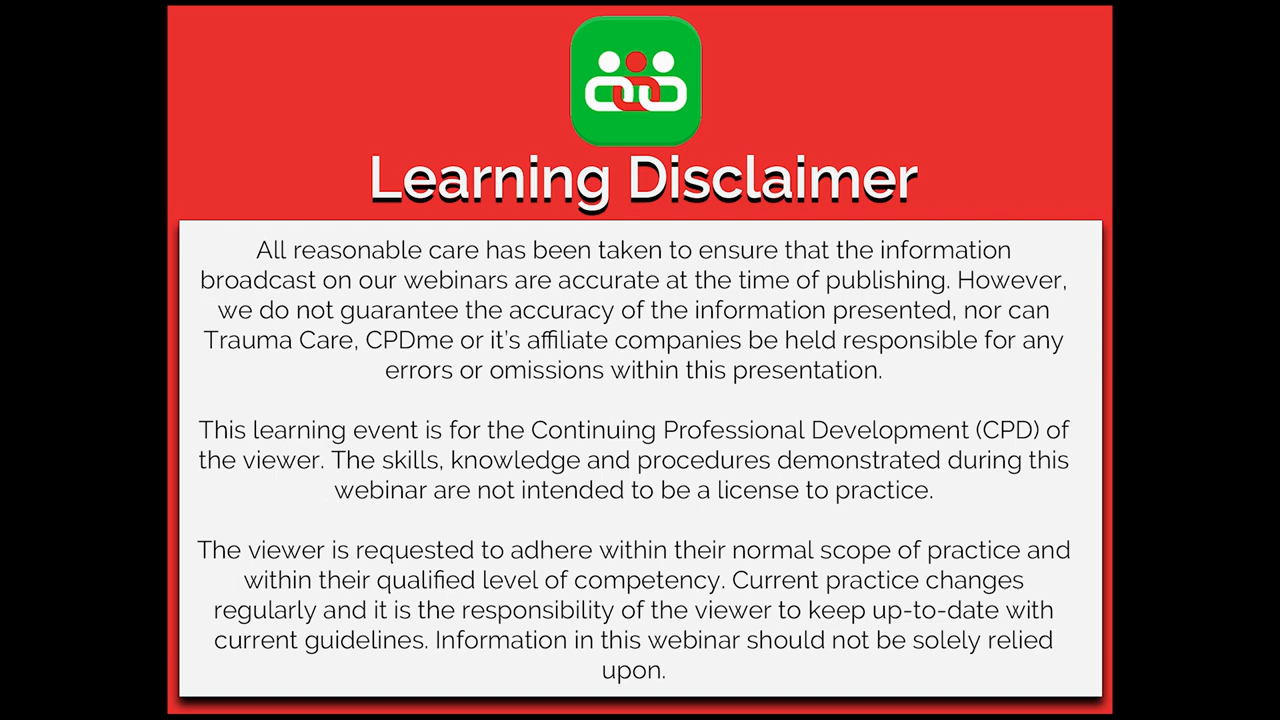 Learning Disclaimer
All reasonable care has been taken to ensure that the information
broadcast on our webinars are accurate at the time of publishing. However,
we do not guarantee the accuracy of the information presented, nor can
Trauma Care, CPDme or it's affiliate companies be held responsible for any
errors or omissions within this presentation.
This learning event is for the Continuing Professional Development (CPD) of
the viewer. The skills, knowledge and procedures demonstrated during this
webinar are not intended to be a license to practice.
The viewer is requested to adhere within their normal scope of practice and
within their qualified level of competency. Current practice changes
regularly and it is the responsibility of the viewer to keep up-to-date with
current guidelines. Information in this webinar should not be solely relied
upon.